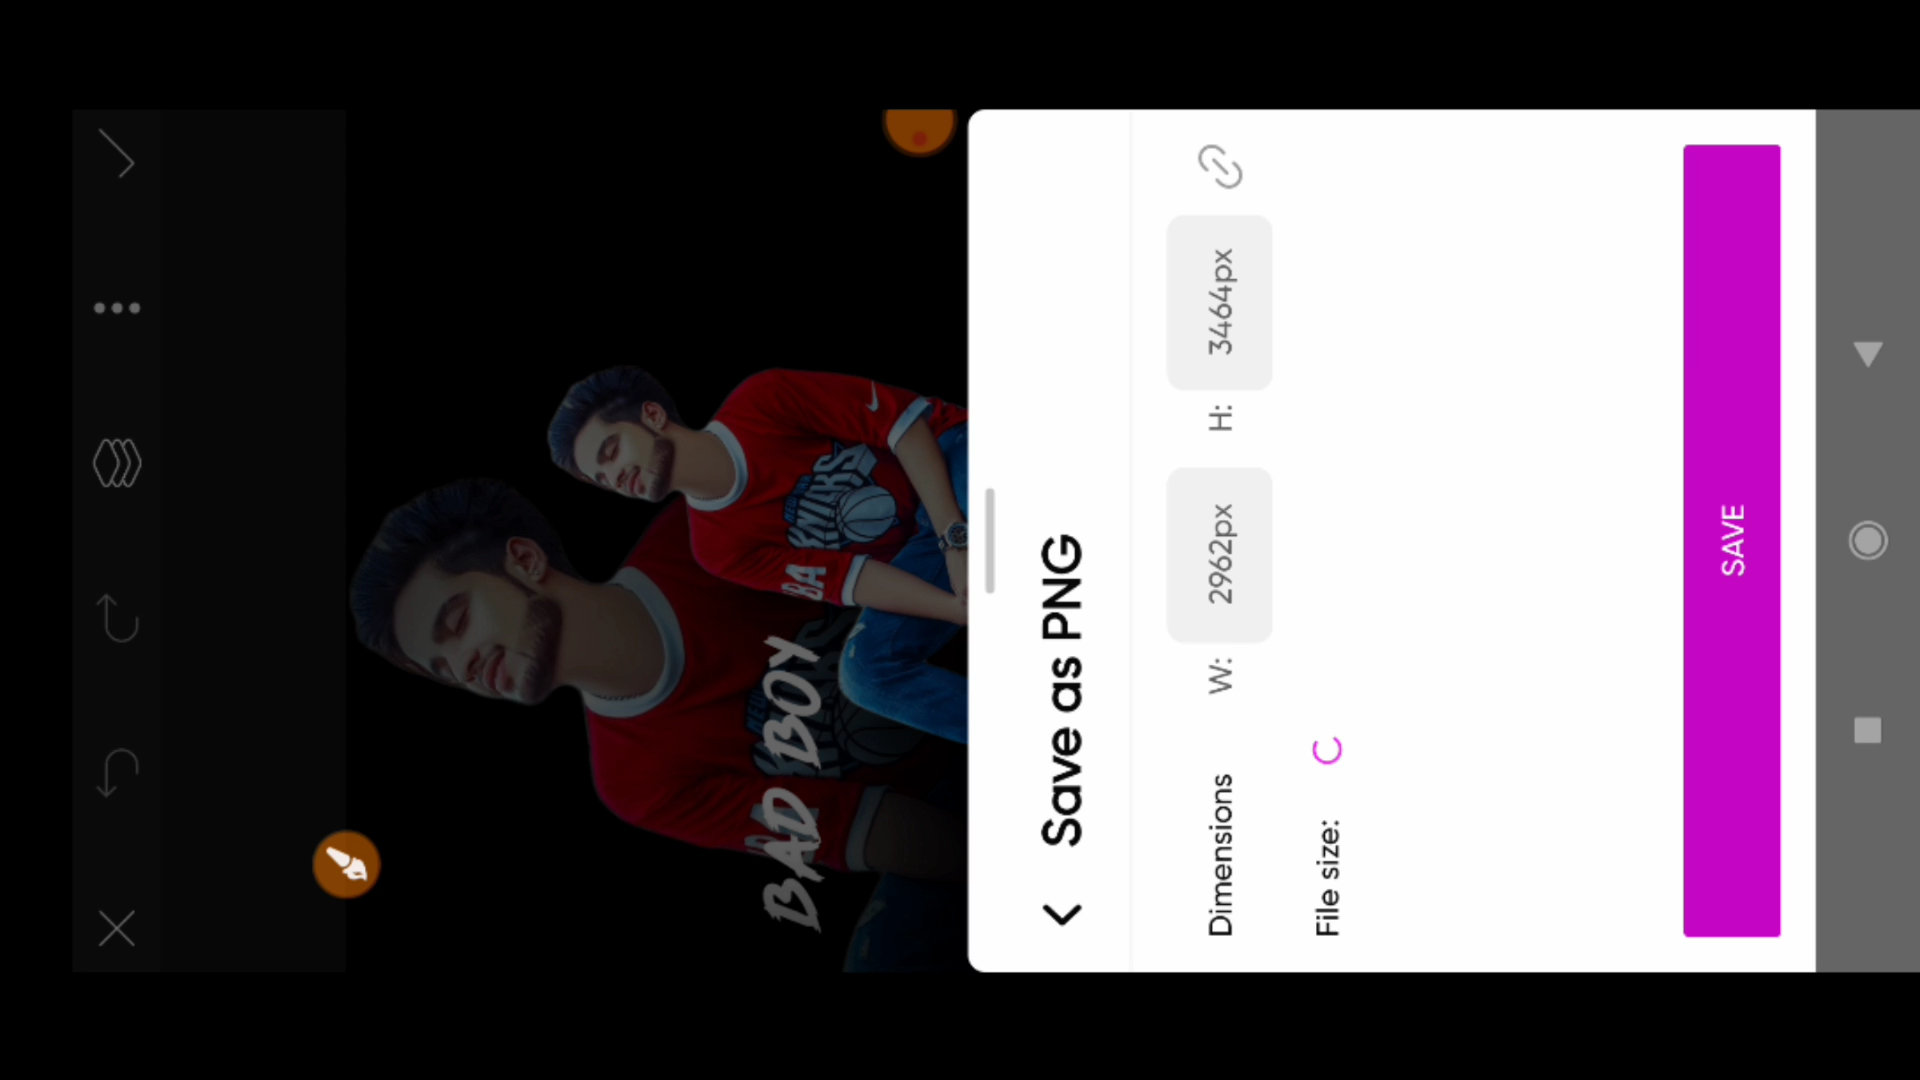 BAD BOY
Save as PNG
Dimensions W: 2962px H: 3464px
File size:
SAVE